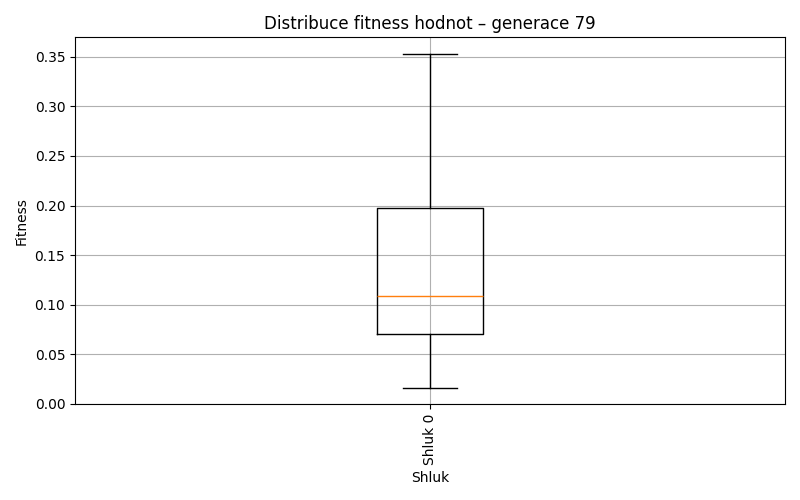 Distribuce fitness hodnot – generace 79
Fitness
0.35
0.30
0.25
0.20
0.15
0.10
0.05
0.00
Shluk 0
Shluk